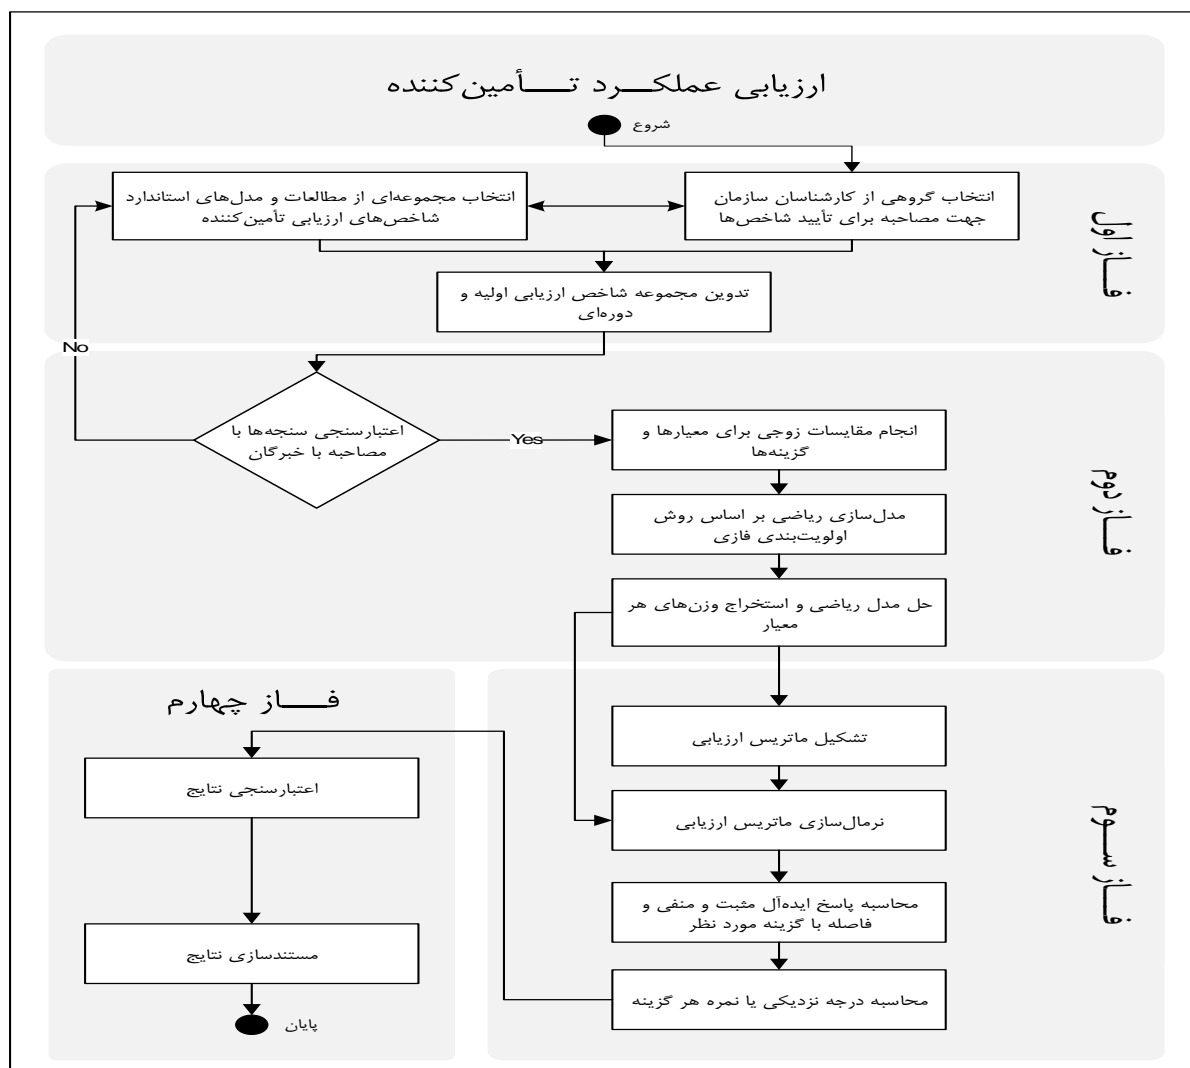 ارزیابی عملکرد تأمین‌کننده
شروع
فاز اول
انتخاب گروهی از کارشناسان سازمان
جهت مصاحبه برای تأیید شاخص‌ها
انتخاب مجموعه‌ای از مطالعات و مدل‌های استاندارد
شاخص‌های ارزیابی تأمین‌کننده
تدوین مجموعه شاخص ارزیابی اولیه و
دوره‌ای
No
فاز دوم
اعتبارسنجی سنجه‌ها با
مصاحبه با خبرگان
Yes
انجام مقایسات زوجی برای معیارها و
گزینه‌ها
مدل‌سازی ریاضی بر اساس روش
اولویت‌بندی فازی
حل مدل ریاضی و استخراج وزن‌های هر
معیار
فاز سوم
تشکیل ماتریس ارزیابی
نرمال‌سازی ماتریس ارزیابی
محاسبه پاسخ ایده‌آل مثبت و منفی و
فاصله با گزینه مورد نظر
محاسبه درجه نزدیکی یا نمره هر گزینه
فاز چهارم
اعتبارسنجی نتایج
مستندسازی نتایج
پایان